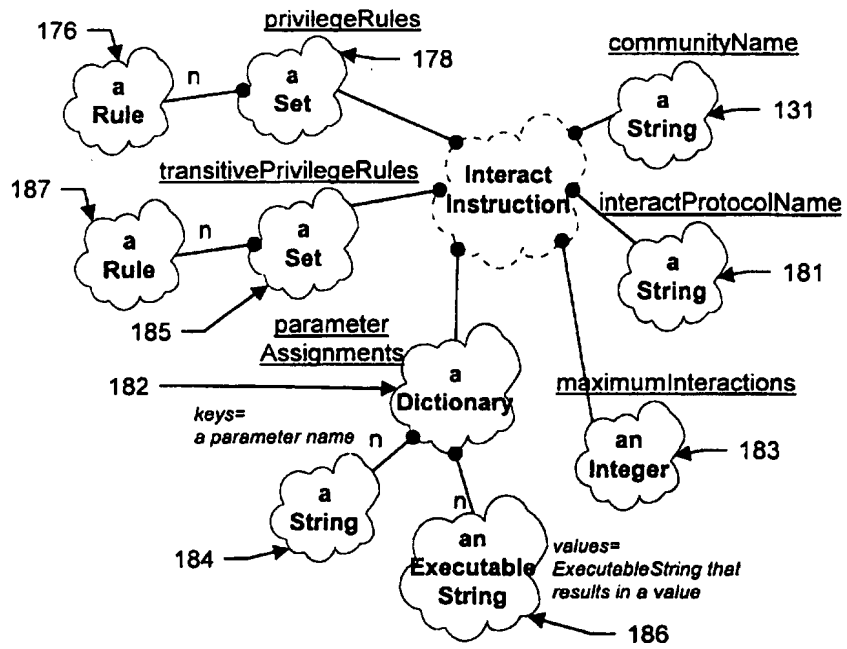 privilegeRules
176
178
communityName
n
a
Rule
a
Set
a
String
131
transitivePrivilegeRules
Interact
Instruction
interactProtocolName
187
n
a
Rule
a
Set
a
String
181
185
parameter
Assignments
182
a
Dictionary
maximumInteractions
keys=
a parameter name
n
an
Integer
183
a
String
n
184
an
Executable
String
values=
ExecutableString that
results in a value
186